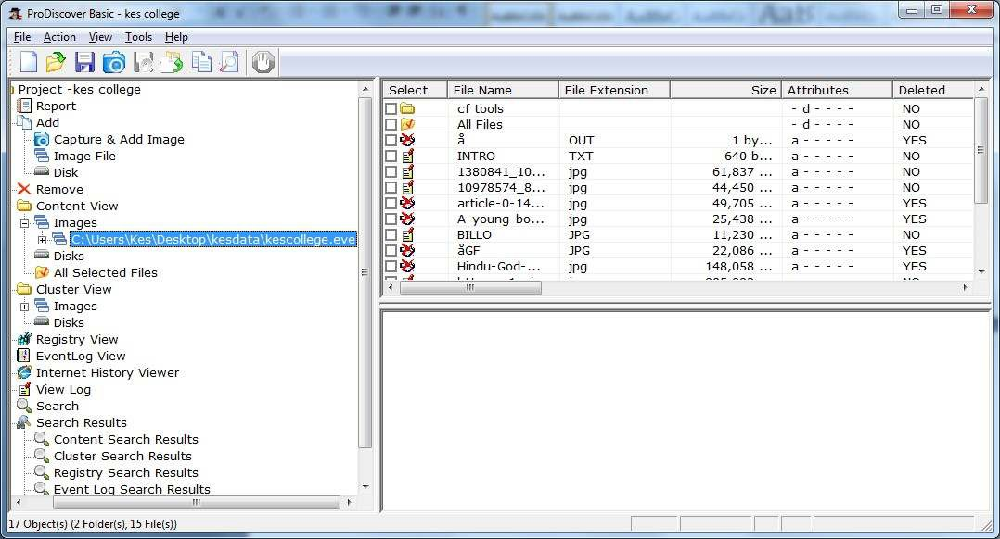 ProDiscover Basic - kes college
File Action View Tools Help
Project -kes college
Report
Add
Capture & Add Image
Image File
Disk
Remove
Content View
Images
C:\Users\Kes\Desktop\kesdata\kescollege.eve
Disks
All Selected Files
Cluster View
Images
Disks
Registry View
EventLog View
Internet History Viewer
View Log
Search
Search Results
Content Search Results
Cluster Search Results
Registry Search Results
Event Log Search Results
Select File Name File Extension Size Attributes Deleted
cf tools - d - - - - - NO
All Files - d - - - - - NO
å OUT 1 by... a - - - - - YES
INTRO TXT 640 b... a - - - - - NO
1380841_10... jpg 61,837 ... a - - - - - NO
10978574_8... jpg 44,450 ... a - - - - - NO
article-0-14... jpg 49,705 ... a - - - - - YES
A-young-bo... jpg 25,438 ... a - - - - - YES
BILLO JPG 11,230 ... a - - - - - NO
åGF JPG 22,086 ... a - - - - - YES
Hindu-God-... jpg 148,058 ... a - - - - - YES
17 Object(s) (2 Folder(s), 15 File(s))